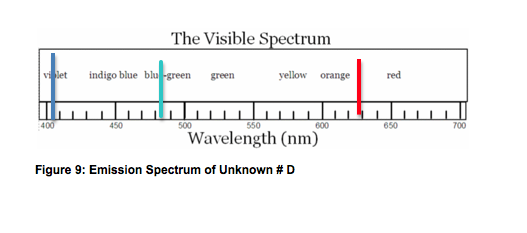 The Visible Spectrum
violet indigo blue blue-green green yellow orange red
400 450 500 550 600 650 700
Wavelength (nm)
Figure 9: Emission Spectrum of Unknown # D